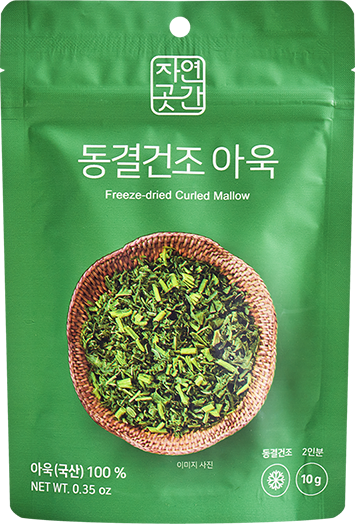 자연
곳간
동결건조 아욱
Freeze-dried Curled Mallow
이미지 사진
동결건조 2인분
아욱(국산) 100 %
10 g
NET WT. 0.35 oz